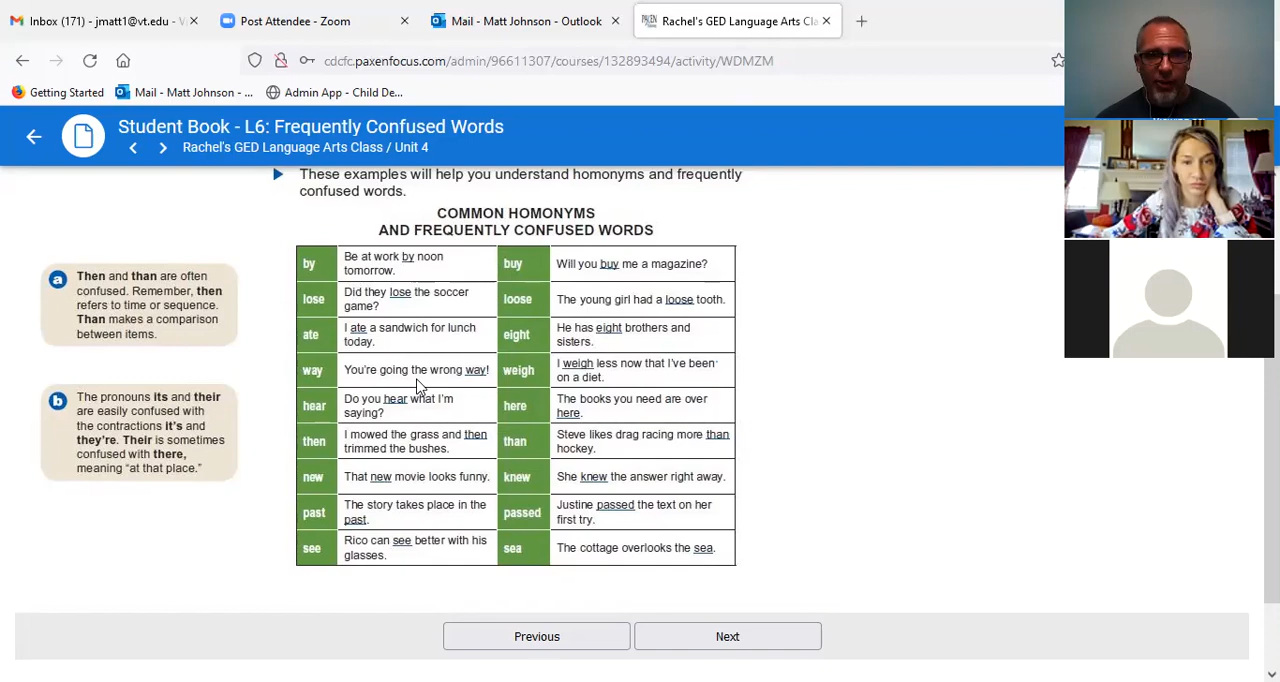 Inbox (171) - jmatt1@vt.edu - V
Post Attendee - Zoom
Mail - Matt Johnson - Outlook
PAXEN
Rachel's GED Language Arts Cla
cdcfc.paxenfocus.com/admin/96611307/courses/132893494/activity/WDMZM
Getting Started
Mail - Matt Johnson - ...
Admin App - Child De...
Student Book - L6: Frequently Confused Words
Rachel's GED Language Arts Class / Unit 4
These examples will help you understand homonyms and frequently
confused words.
COMMON HOMONYMS
AND FREQUENTLY CONFUSED WORDS
a
Then and than are often
confused. Remember, then
refers to time or sequence.
Than makes a comparison
between items.
b
The pronouns its and their
are easily confused with
the contractions it's and
they're. Their is sometimes
confused with there,
meaning “at that place.”
by
Be at work by noon
tomorrow.
buy
Will you buy me a magazine?
lose
Did they lose the soccer
game?
loose
The young girl had a loose tooth.
ate
I ate a sandwich for lunch
today.
eight
He has eight brothers and
sisters.
way
You're going the wrong way!
weigh
I weigh less now that I've been
on a diet.
hear
Do you hear what I'm
saying?
here
The books you need are over
here.
then
I mowed the grass and then
trimmed the bushes.
than
Steve likes drag racing more than
hockey.
new
That new movie looks funny.
knew
She knew the answer right away.
past
The story takes place in the
past.
passed
Justine passed the text on her
first try.
see
Rico can see better with his
glasses.
sea
The cottage overlooks the sea.
Previous
Next